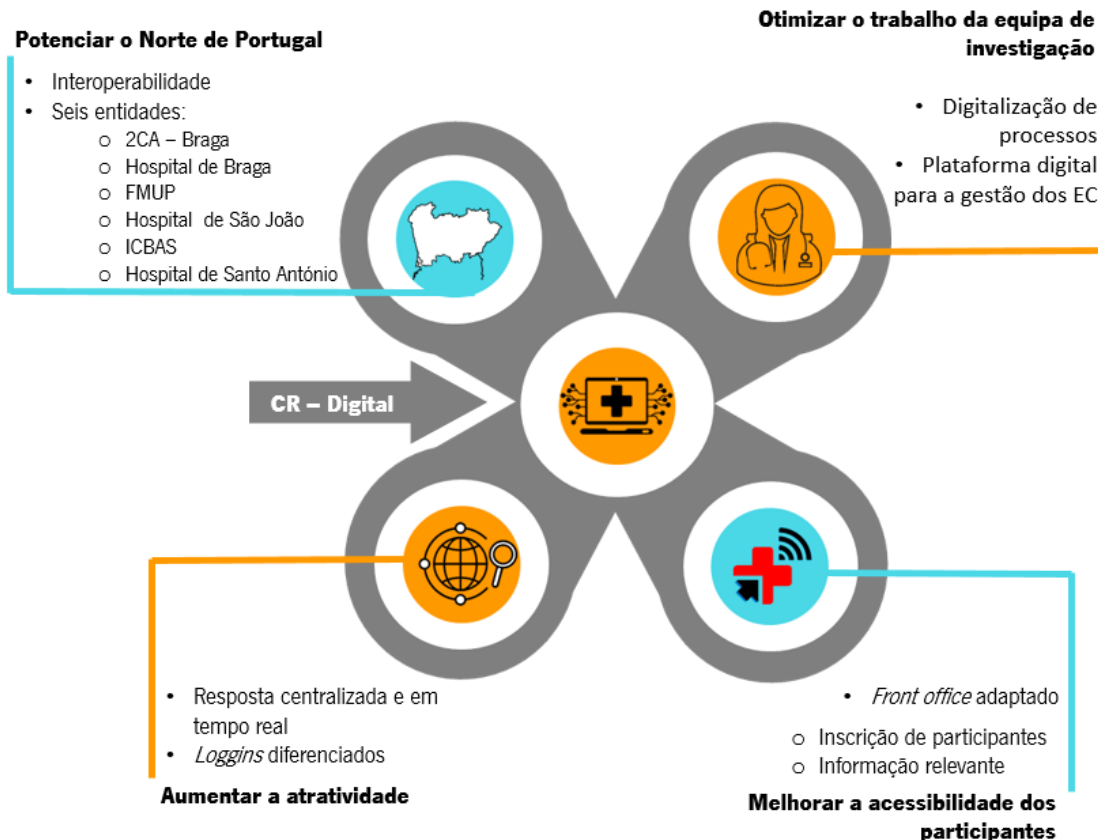 Potenciar o Norte de Portugal
• Interoperabilidade
• Seis entidades:
o 2CA – Braga
o Hospital de Braga
o FMUP
o Hospital de São João
o ICBAS
o Hospital de Santo António
Otimizar o trabalho da equipa de
investigação
• Digitalização de
processos
• Plataforma digital
para a gestão dos EC
CR – Digital
• Resposta centralizada e em
tempo real
• Loggins diferenciados
Aumentar a atratividade
• Front office adaptado
o Inscrição de participantes
o Informação relevante
Melhorar a acessibilidade dos
participantes